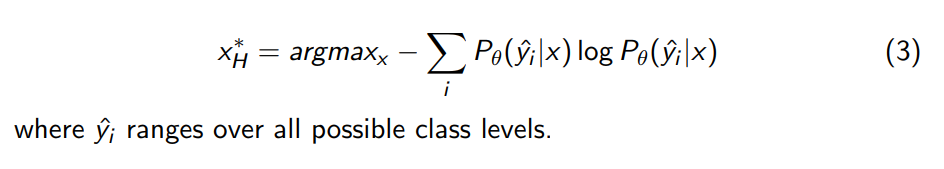 x*_H = argmax_x − ∑_i P_θ(ŷ_i|x) log P_θ(ŷ_i|x) (3)
where ŷ_i ranges over all possible class levels.